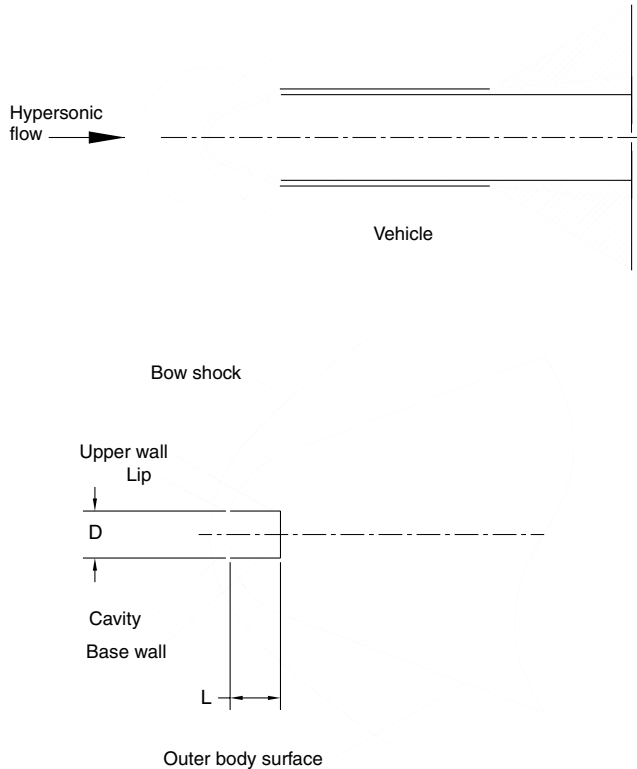 Hypersonic
flow
Vehicle
Bow shock
Upper wall
Lip
D
Cavity
Base wall
L
Outer body surface